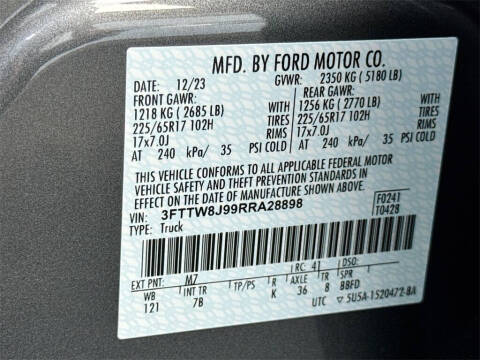 MFD. BY FORD MOTOR CO.
DATE: 12/23 GVWR: 2350 KG ( 5180 LB)
FRONT GAWR: REAR GAWR:
1218 KG ( 2685 LB) 1256 KG ( 2770 LB)
225/65R17 102H TIRES 225/65R17 102H TIRES
17x7.0J RIMS 17x7.0J RIMS
AT 240 kPa/ 35 PSI COLD AT 240 kPa/ 35 PSI COLD
THIS VEHICLE CONFORMS TO ALL APPLICABLE FEDERAL MOTOR
VEHICLE SAFETY AND THEFT PREVENTION STANDARDS IN
EFFECT ON THE DATE OF MANUFACTURE SHOWN ABOVE.
VIN: 3FTTW8J99RRA28898 F0241
TYPE: Truck T0428
EXT PNT: M7 RC: 41 DSO:
WB INT TR TP/PS R AXLE TR SPR
121 7B K 36 8 BBFD
UTC ▽ 5U5A-1520472-BA